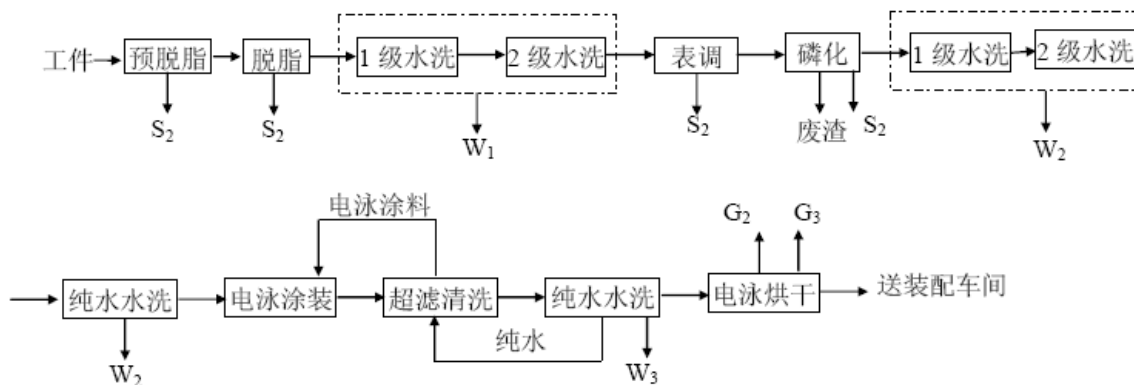 工件 预脱脂 脱脂 1级水洗 2级水洗 表调 磷化 1级水洗 2级水洗
S₂ S₂ W₁ S₂ 废渣 S₂ W₂
电泳涂料 G₂ G₃
纯水水洗 电泳涂装 超滤清洗 纯水水洗 电泳烘干 送装配车间
纯水
W₂ W₃